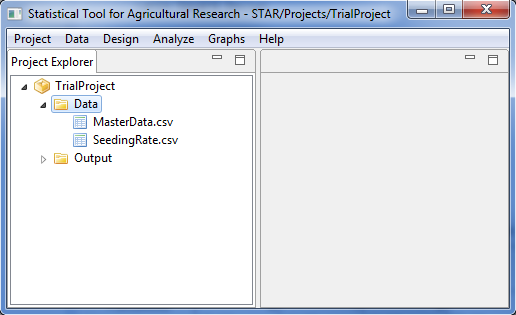 Statistical Tool for Agricultural Research - STAR/Projects/TrialProject
Project Data Design Analyze Graphs Help
Project Explorer
TrialProject
Data
MasterData.csv
SeedingRate.csv
Output